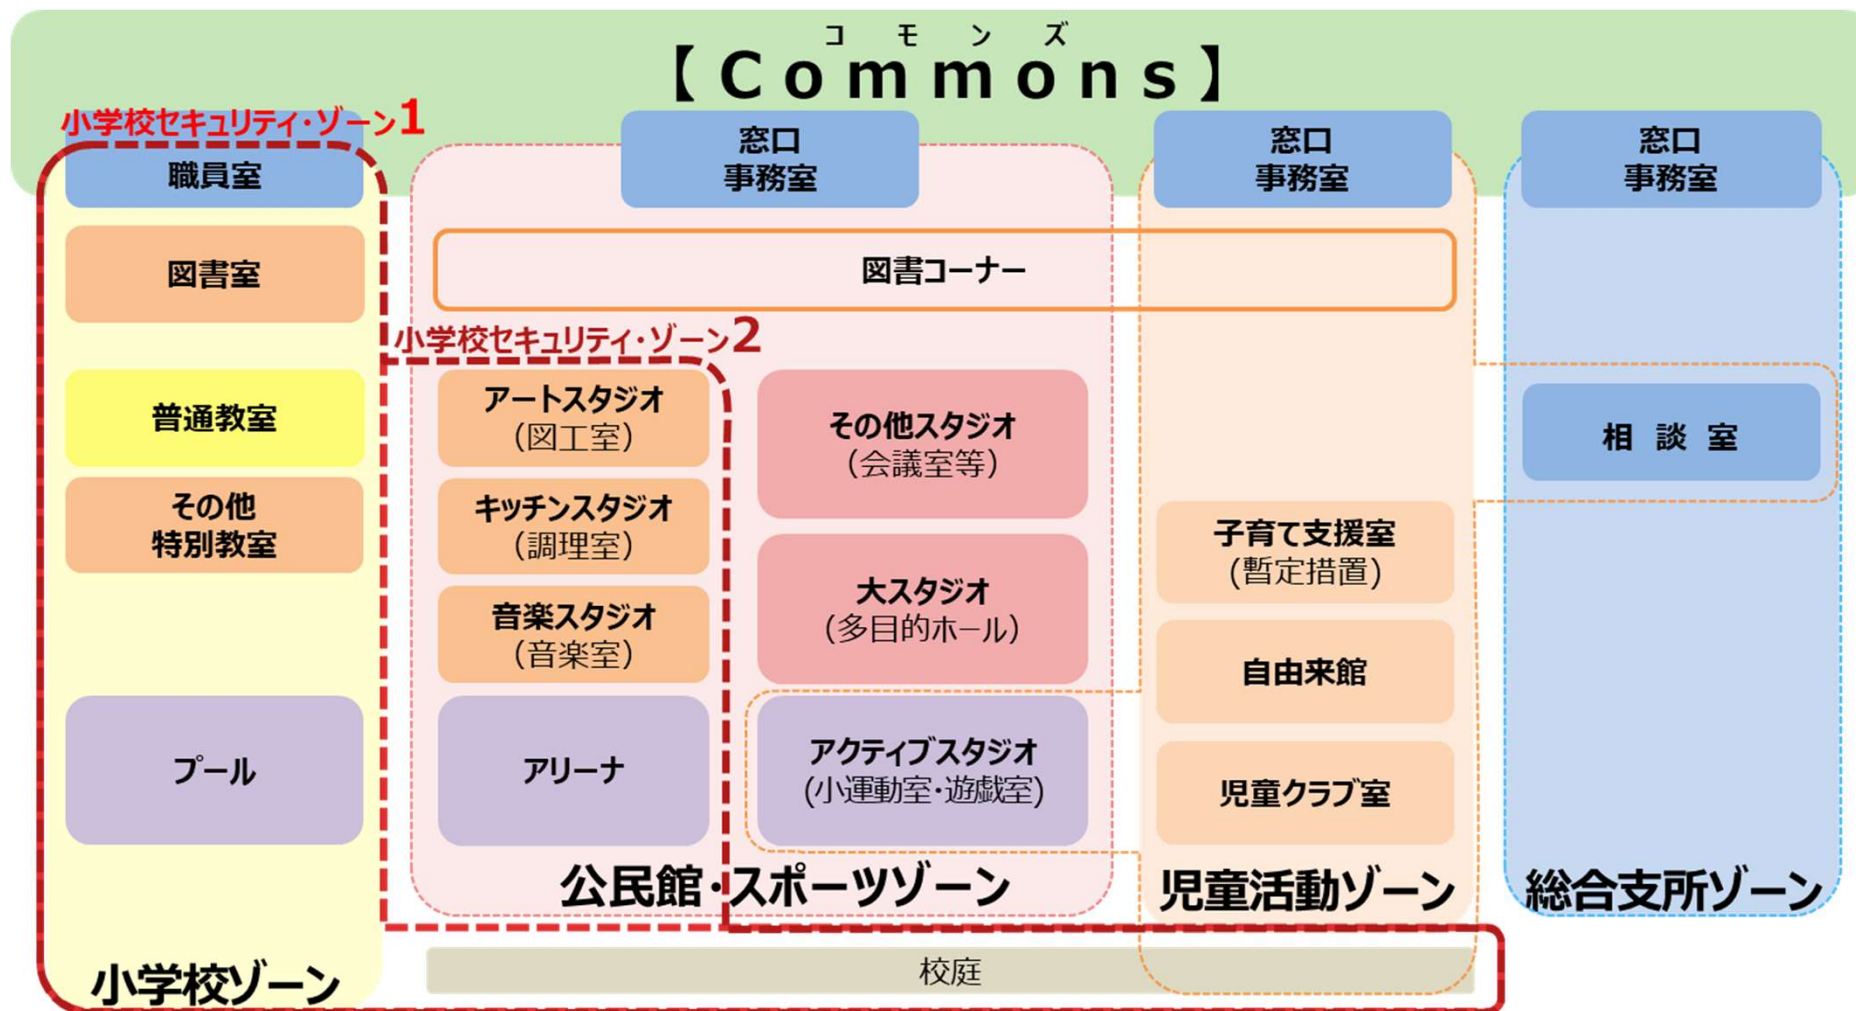 コモンズ
【Commons】
小学校セキュリティ・ゾーン1
職員室
図書室
普通教室
その他
特別教室
プール
小学校ゾーン
窓口
事務室
図書コーナー
小学校セキュリティ・ゾーン2
アートスタジオ
(図工室)
キッチンスタジオ
(調理室)
音楽スタジオ
(音楽室)
アリーナ
その他スタジオ
(会議室等)
大スタジオ
(多目的ホール)
アクティブスタジオ
(小運動室・遊戯室)
公民館・スポーツゾーン
窓口
事務室
子育て支援室
(暫定措置)
自由来館
児童クラブ室
児童活動ゾーン
窓口
事務室
相談室
総合支所ゾーン
校庭